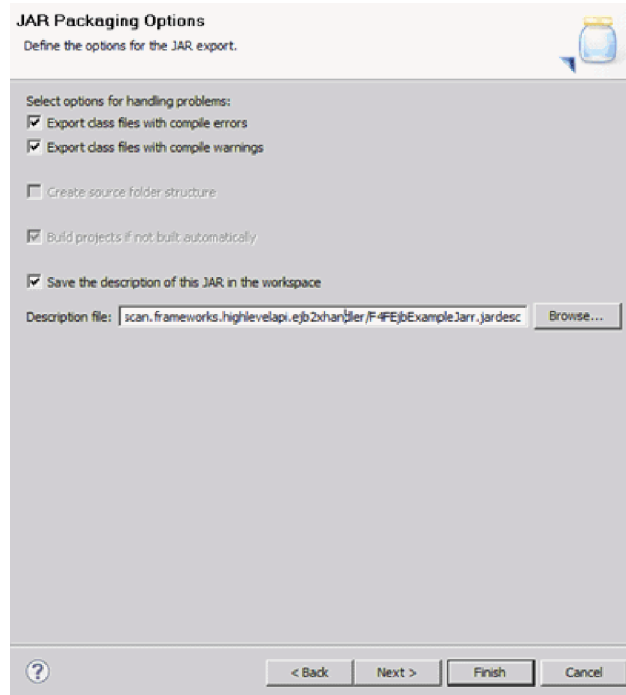 JAR Packaging Options
Define the options for the JAR export.
Select options for handling problems:
Export class files with compile errors
Export class files with compile warnings
Create source folder structure
Build projects if not built automatically
Save the description of this JAR in the workspace
Description file: scan.frameworks.highlevelapi.ejb2xhandler/F4FEjbExampleJarr.jardesc Browse...
? < Back Next > Finish Cancel